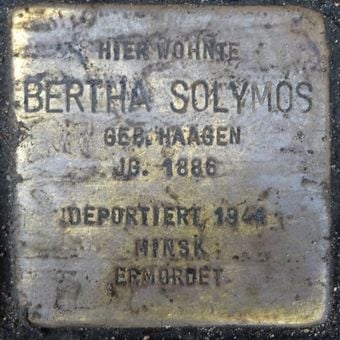 HIER WOHNTE
BERTHA SOLYMOS
GEB. HAAGEN
JG. 1886
DEPORTIERT 1941
MINSK
ERMORDET